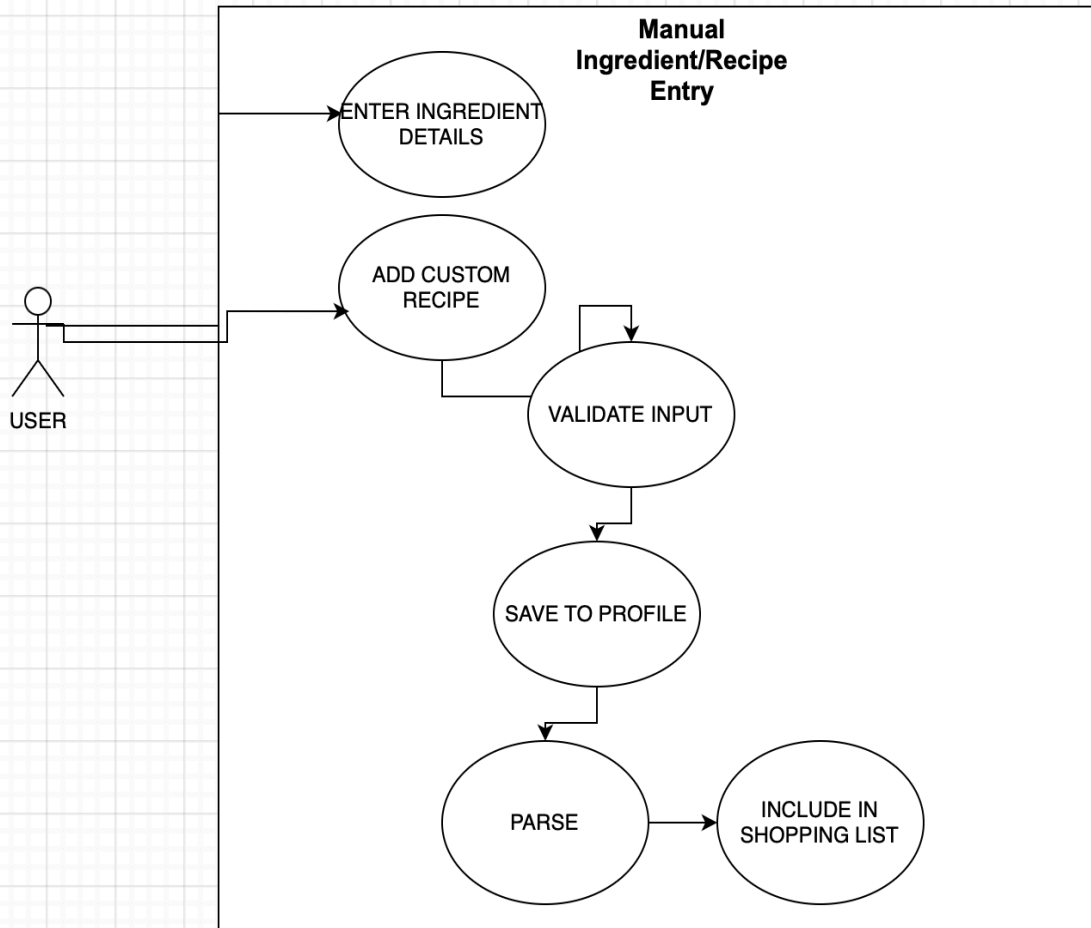 Manual
Ingredient/Recipe
Entry
ENTER INGREDIENT
DETAILS
ADD CUSTOM
RECIPE
USER
VALIDATE INPUT
SAVE TO PROFILE
PARSE
INCLUDE IN
SHOPPING LIST